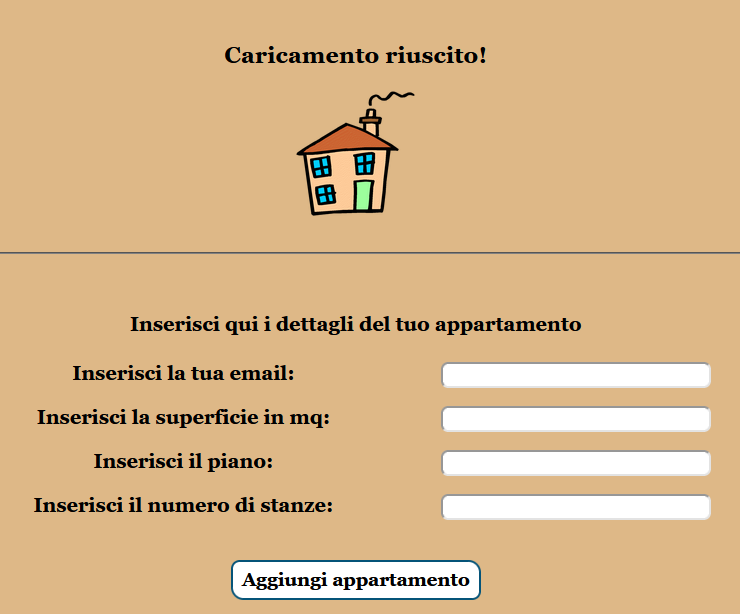 Caricamento riuscito!
Inserisci qui i dettagli del tuo appartamento
Inserisci la tua email:
Inserisci la superficie in mq:
Inserisci il piano:
Inserisci il numero di stanze:
Aggiungi appartamento